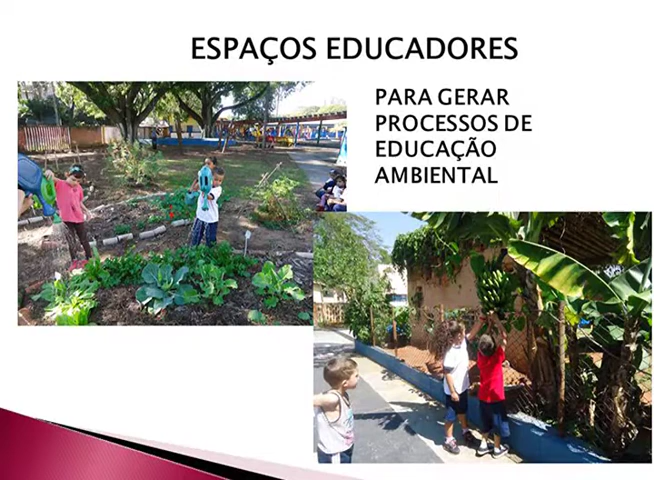 ESPAÇOS EDUCADORES
PARA GERAR
PROCESSOS DE
EDUCAÇÃO
AMBIENTAL